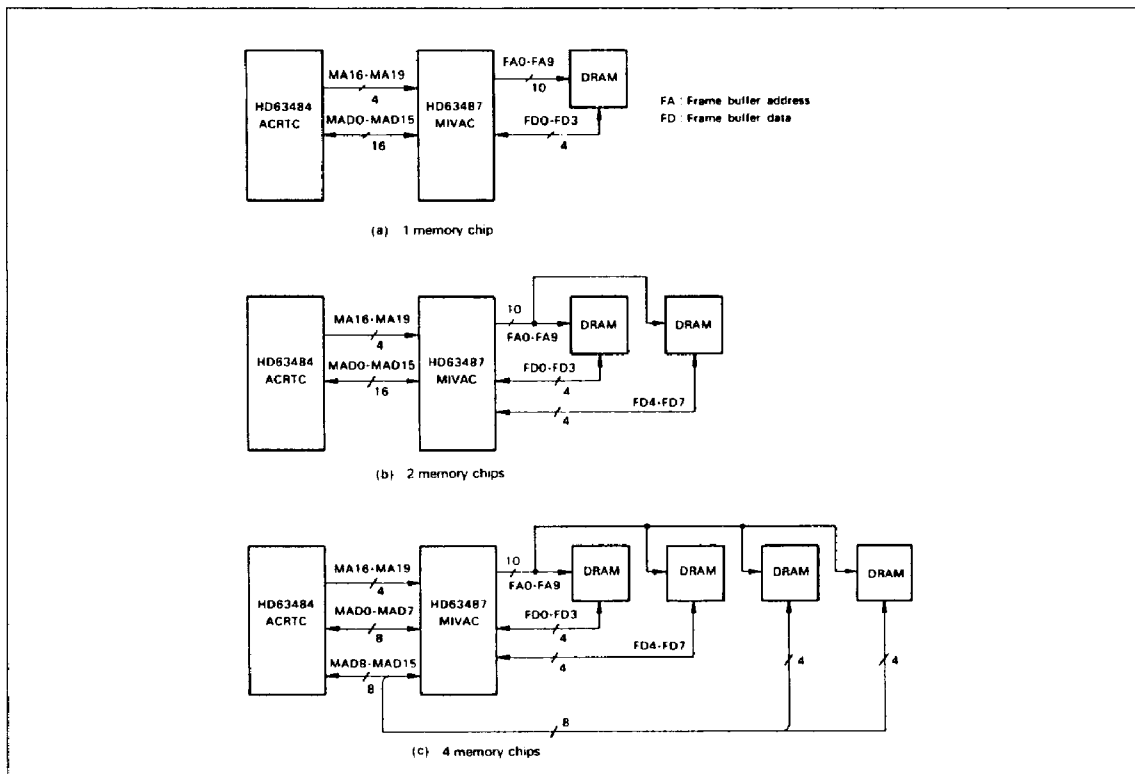 MA16-MA19
4
HD63484
ACRTC
MAD0-MAD15
16
HD63487
MIVAC
FA0-FA9
10
DRAM
FD0-FD3
4
FA : Frame buffer address
FD : Frame buffer data
(a) 1 memory chip
MA16-MA19
4
HD63484
ACRTC
MAD0-MAD15
16
HD63487
MIVAC
10
FA0-FA9
DRAM
DRAM
FD0-FD3
4
FD4-FD7
4
(b) 2 memory chips
MA16-MA19
4
HD63484
ACRTC
MAD0-MAD7
8
MAD8-MAD15
8
HD63487
MIVAC
10
FA0-FA9
DRAM
DRAM
DRAM
DRAM
FD0-FD3
4
FD4-FD7
4
4
4
8
(c) 4 memory chips